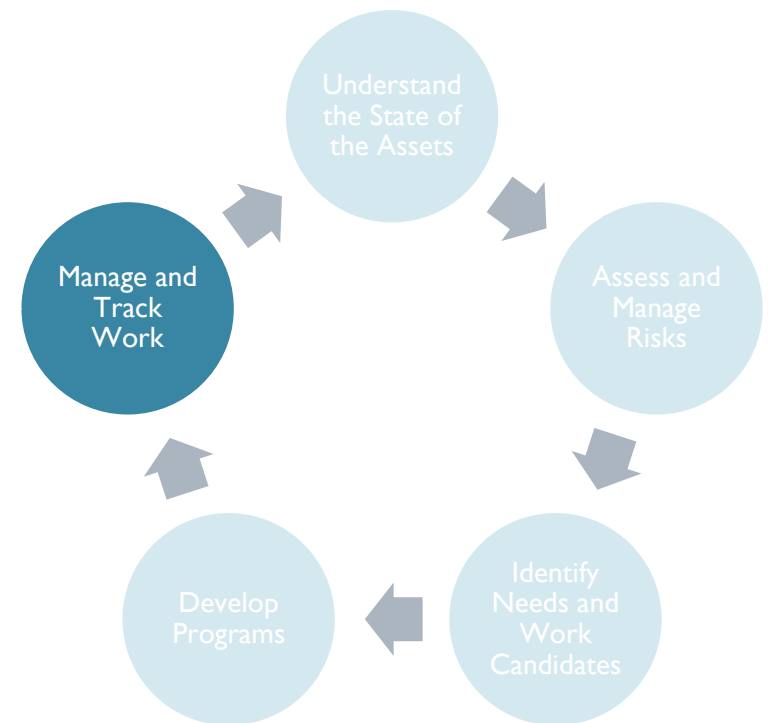 Understand
the State of
the Assets
Assess and
Manage
Risks
Identify
Needs and
Work
Candidates
Develop
Programs
Manage and
Track
Work